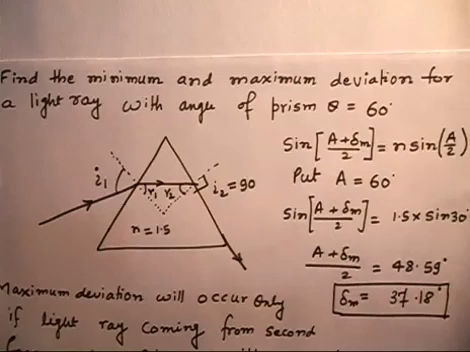 Find the minimum and maximum deviation for
a light ray with angle of prism θ = 60°
Sin[A+δm/2] = n sin(A/2)
Put A = 60°
Sin[A+δm/2] = 1.5 x Sin30°
A+δm/2 = 48.59°
δm = 37.18°
i1
r1
r2
i2 = 90
n = 1.5
Maximum deviation will occur only
if light ray coming from second